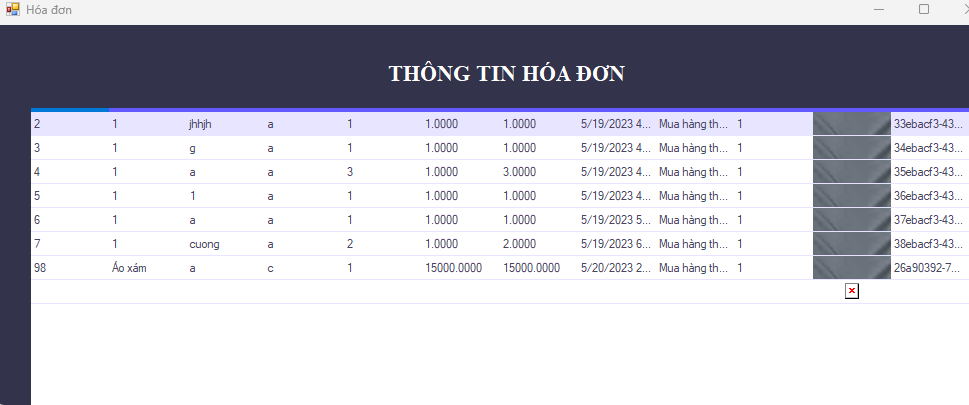 Hóa đơn
THÔNG TIN HÓA ĐƠN
2 1 jhhjh a 1 1.0000 1.0000 5/19/2023 4... Mua hàng th... 1 33ebacf3-43...
3 1 g a 1 1.0000 1.0000 5/19/2023 4... Mua hàng th... 1 34ebacf3-43...
4 1 a a 3 1.0000 3.0000 5/19/2023 4... Mua hàng th... 1 35ebacf3-43...
5 1 1 a 1 1.0000 1.0000 5/19/2023 4... Mua hàng th... 1 36ebacf3-43...
6 1 a a 1 1.0000 1.0000 5/19/2023 5... Mua hàng th... 1 37ebacf3-43...
7 1 cuong a 2 1.0000 2.0000 5/19/2023 6... Mua hàng th... 1 38ebacf3-43...
98 Áo xám a c 1 15000.0000 15000.0000 5/20/2023 2... Mua hàng th... 1 26a90392-7...